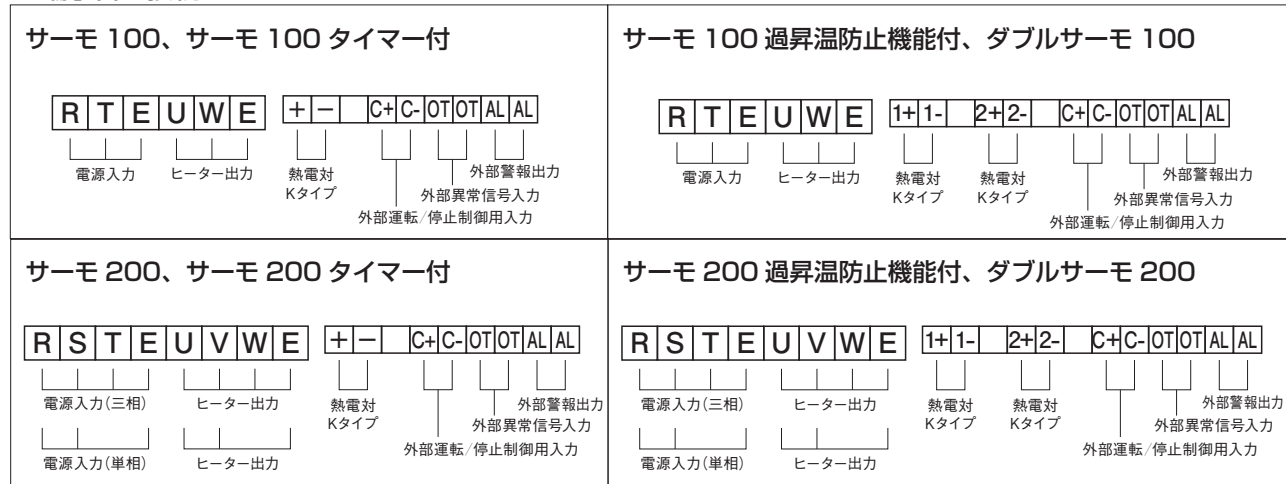 サーモ 100、サーモ 100 タイマー付
R T E U W E
+ − C+ C- OT OT AL AL
電源入力
ヒーター出力
熱電対
Kタイプ
外部警報出力
外部異常信号入力
外部運転/停止制御用入力
サーモ 100 過昇温防止機能付、ダブルサーモ 100
R T E U W E
1+ 1- 2+ 2- C+ C- OT OT AL AL
電源入力
ヒーター出力
熱電対
Kタイプ
熱電対
Kタイプ
外部警報出力
外部異常信号入力
外部運転/停止制御用入力
サーモ 200、サーモ 200 タイマー付
R S T E U V W E
+ − C+ C- OT OT AL AL
電源入力(三相)
ヒーター出力
熱電対
Kタイプ
外部警報出力
外部異常信号入力
外部運転/停止制御用入力
電源入力(単相)
ヒーター出力
サーモ 200 過昇温防止機能付、ダブルサーモ 200
R S T E U V W E
1+ 1- 2+ 2- C+ C- OT OT AL AL
電源入力(三相)
ヒーター出力
熱電対
Kタイプ
熱電対
Kタイプ
外部警報出力
外部異常信号入力
外部運転/停止制御用入力
電源入力(単相)
ヒーター出力